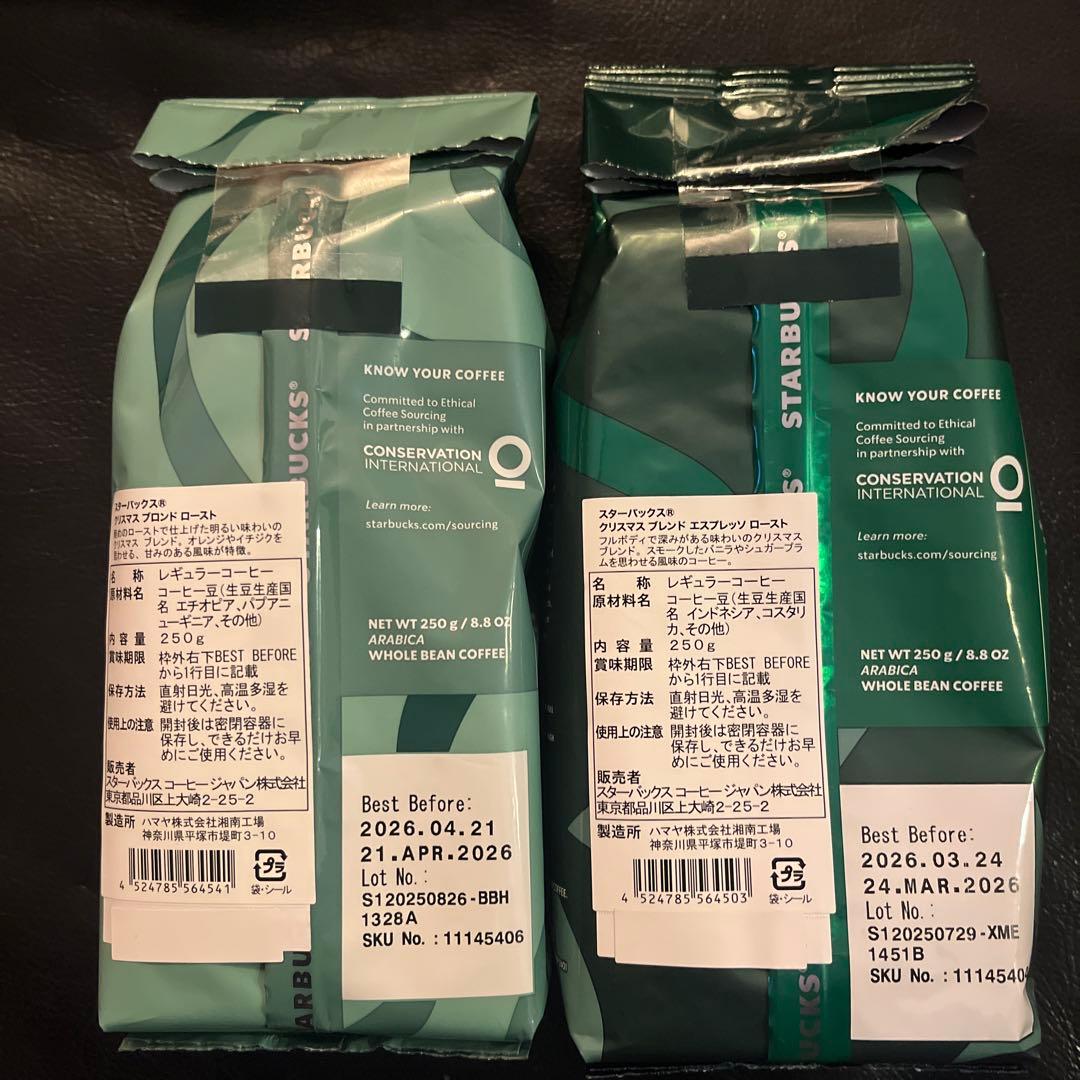 STARBUCKS
STARBUCKS®
KNOW YOUR COFFEE
Committed to Ethical
Coffee Sourcing
in partnership with
CONSERVATION
INTERNATIONAL
Learn more:
starbucks.com/sourcing
スターバックス®
クリスマス ブロンド ロースト
軽めのローストで仕上げた明るい味わいの
クリスマス ブレンド。オレンジやイチジクを
思わせる、甘みのある風味が特徴。
名 称 レギュラーコーヒー
原材料名 コーヒー豆(生豆生産国
名 エチオピア、パプアニ
ューギニア、その他)
内 容 量 250g
賞味期限 枠外右下BEST BEFORE
から1行目に記載
保存方法 直射日光、高温多湿を
避けてください。
使用上の注意 開封後は密閉容器に
保存し、できるだけお早
めにご使用ください。
販売者
スターバックス コーヒー ジャパン株式会社
東京都品川区上大崎2-25-2
製造所 ハマヤ株式会社湘南工場
神奈川県平塚市堤町3-10
4 524785 564541
プラ
袋・シール
NET WT 250 g / 8.8 OZ
ARABICA
WHOLE BEAN COFFEE
Best Before:
2026.04.21
21.APR.2026
Lot No.:
S120250826-BBH
1328A
SKU No. : 11145406
STARBUCKS
KNOW YOUR COFFEE
Committed to Ethical
Coffee Sourcing
in partnership with
CONSERVATION
INTERNATIONAL
Learn more:
starbucks.com/sourcing
スターバックス®
クリスマス ブレンド エスプレッソ ロースト
フルボディで深みがある味わいのクリスマス
ブレンド。スモークしたバニラやシュガープラ
ムを思わせる風味のコーヒー。
名 称 レギュラーコーヒー
原材料名 コーヒー豆(生豆生産国
名 インドネシア、コスタリ
カ、その他)
内 容 量 250g
賞味期限 枠外右下BEST BEFORE
から1行目に記載
保存方法 直射日光、高温多湿を
避けてください。
使用上の注意 開封後は密閉容器に
保存し、できるだけお早
めにご使用ください。
販売者
スターバックス コーヒー ジャパン株式会社
東京都品川区上大崎2-25-2
製造所 ハマヤ株式会社湘南工場
神奈川県平塚市堤町3-10
4 524785 564503
プラ
袋・シール
NET WT 250 g / 8.8 OZ
ARABICA
WHOLE BEAN COFFEE
Best Before:
2026.03.24
24.MAR.2026
Lot No.:
S120250729-XME
1451B
SKU No. : 11145404